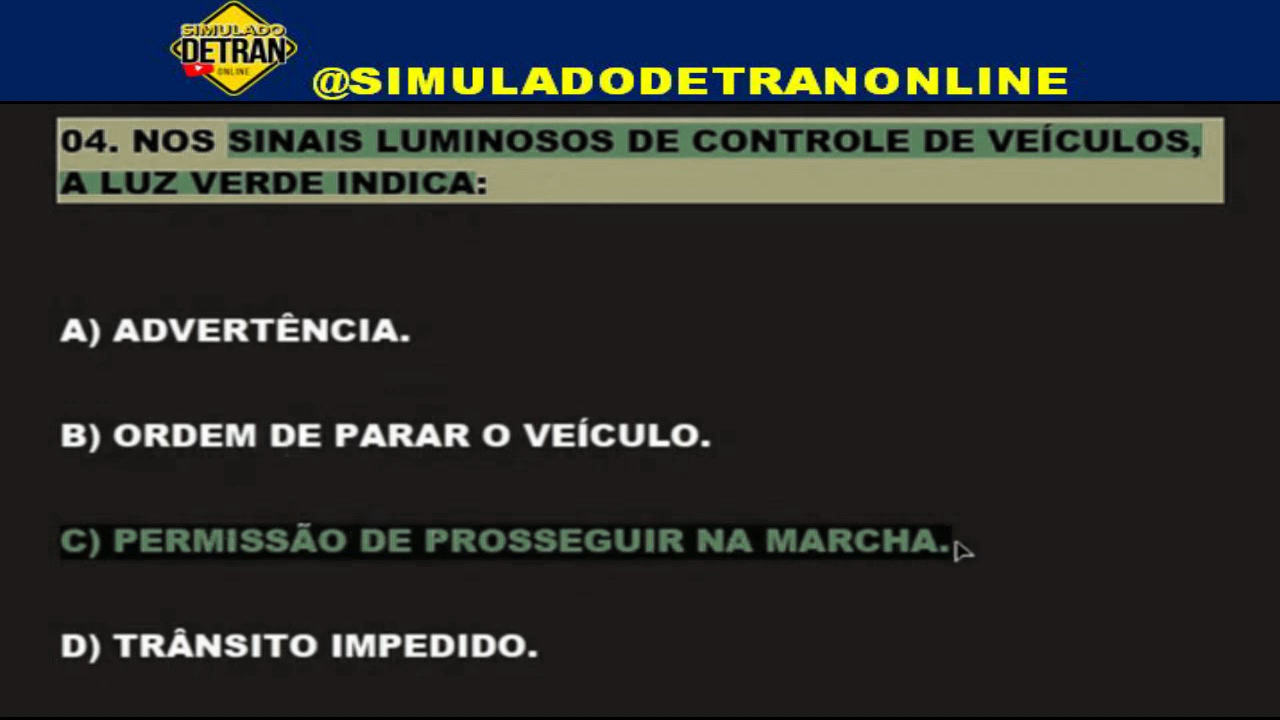 SIMULADO
DETRAN
ONLINE
@SIMULADODETRANONLINE
04. NOS SINAIS LUMINOSOS DE CONTROLE DE VEÍCULOS,
A LUZ VERDE INDICA:
A) ADVERTÊNCIA.
B) ORDEM DE PARAR O VEÍCULO.
C) PERMISSÃO DE PROSSEGUIR NA MARCHA.
D) TRÂNSITO IMPEDIDO.